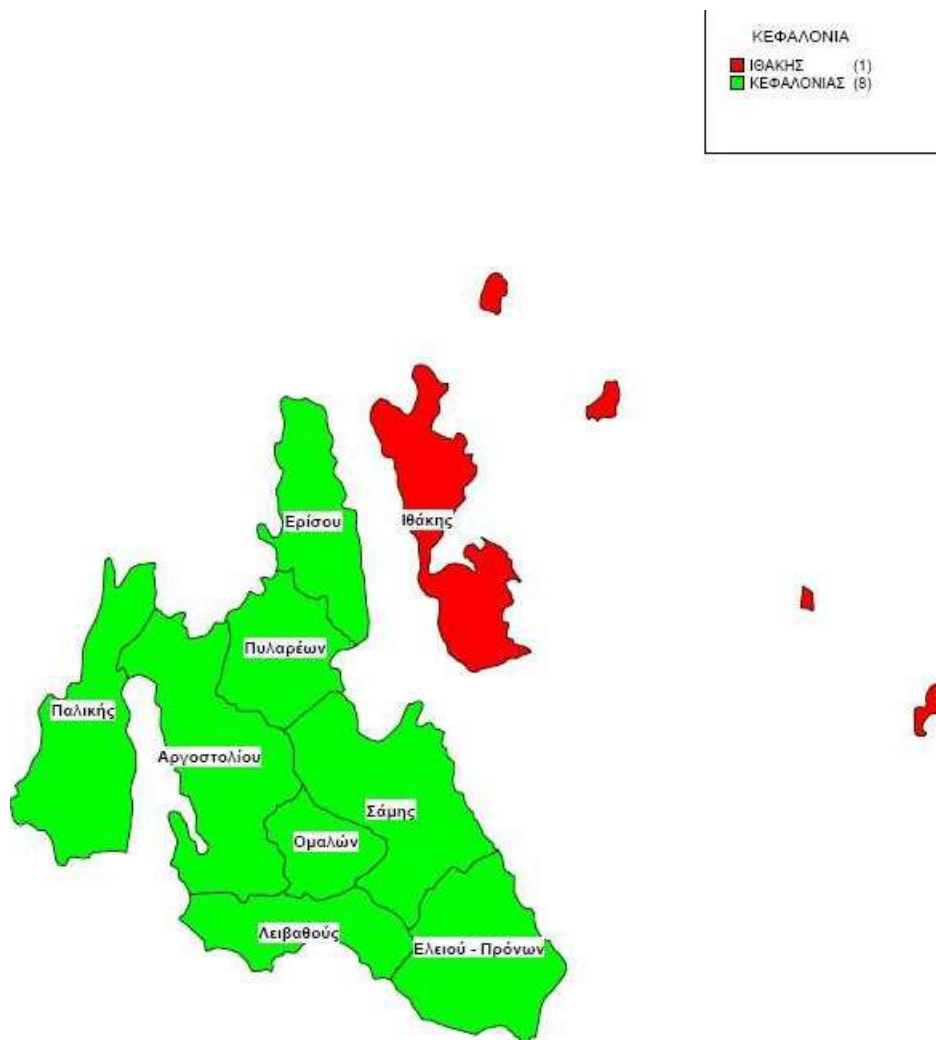 ΚΕΦΑΛΟΝΙΑ
ΙΘΑΚΗΣ (1)
ΚΕΦΑΛΟΝΙΑΣ (8)
Ερίσου
Ιθάκης
Πυλαρέων
Παλικής
Αργοστολίου
Σάμης
Ομαλών
Λειβαθούς
Ελειού - Πρόνων